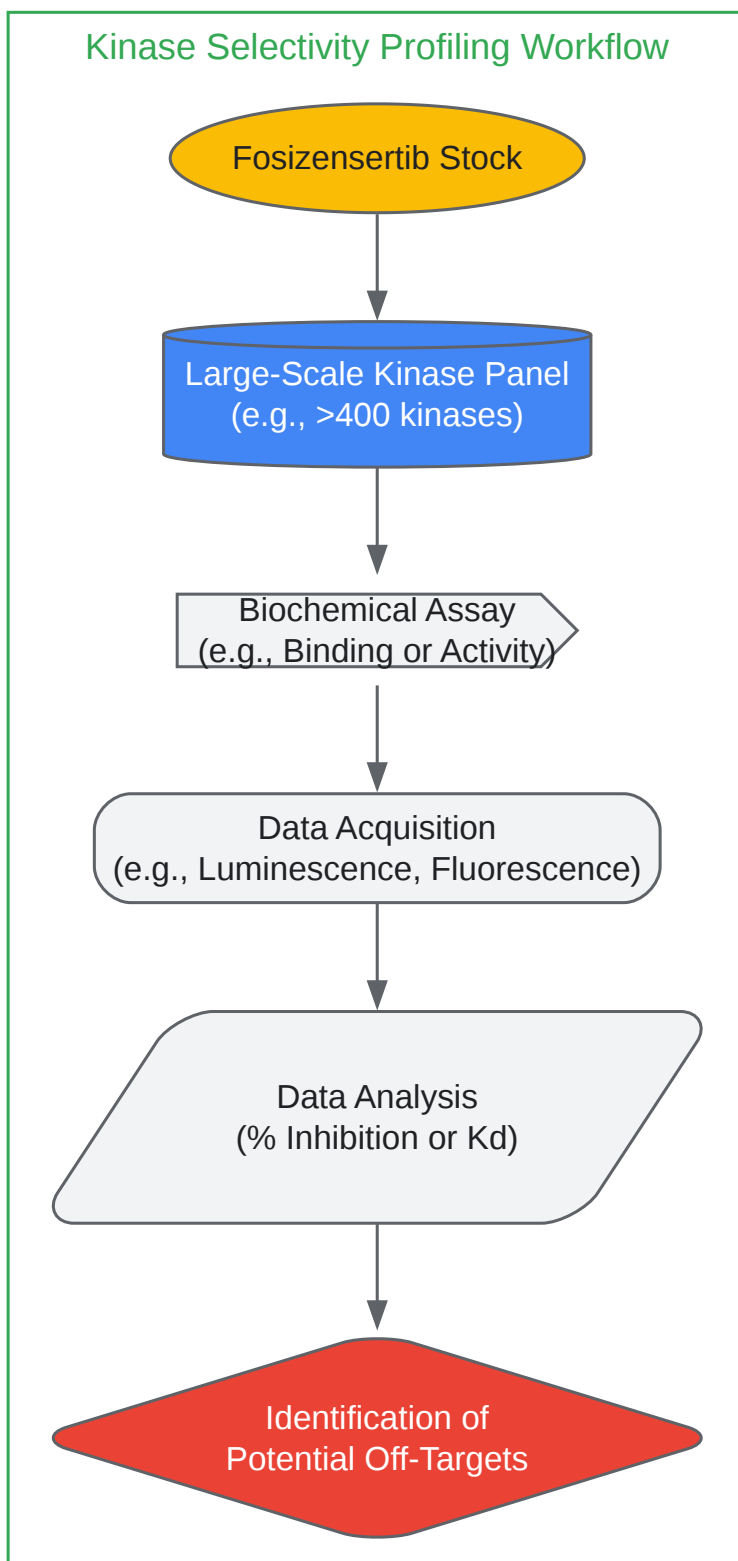 Kinase Selectivity Profiling Workflow
Fosizensertib Stock
Large-Scale Kinase Panel
(e.g., >400 kinases)
Biochemical Assay
(e.g., Binding or Activity)
Data Acquisition
(e.g., Luminescence, Fluorescence)
Data Analysis
(% Inhibition or Kd)
Identification of
Potential Off-Targets